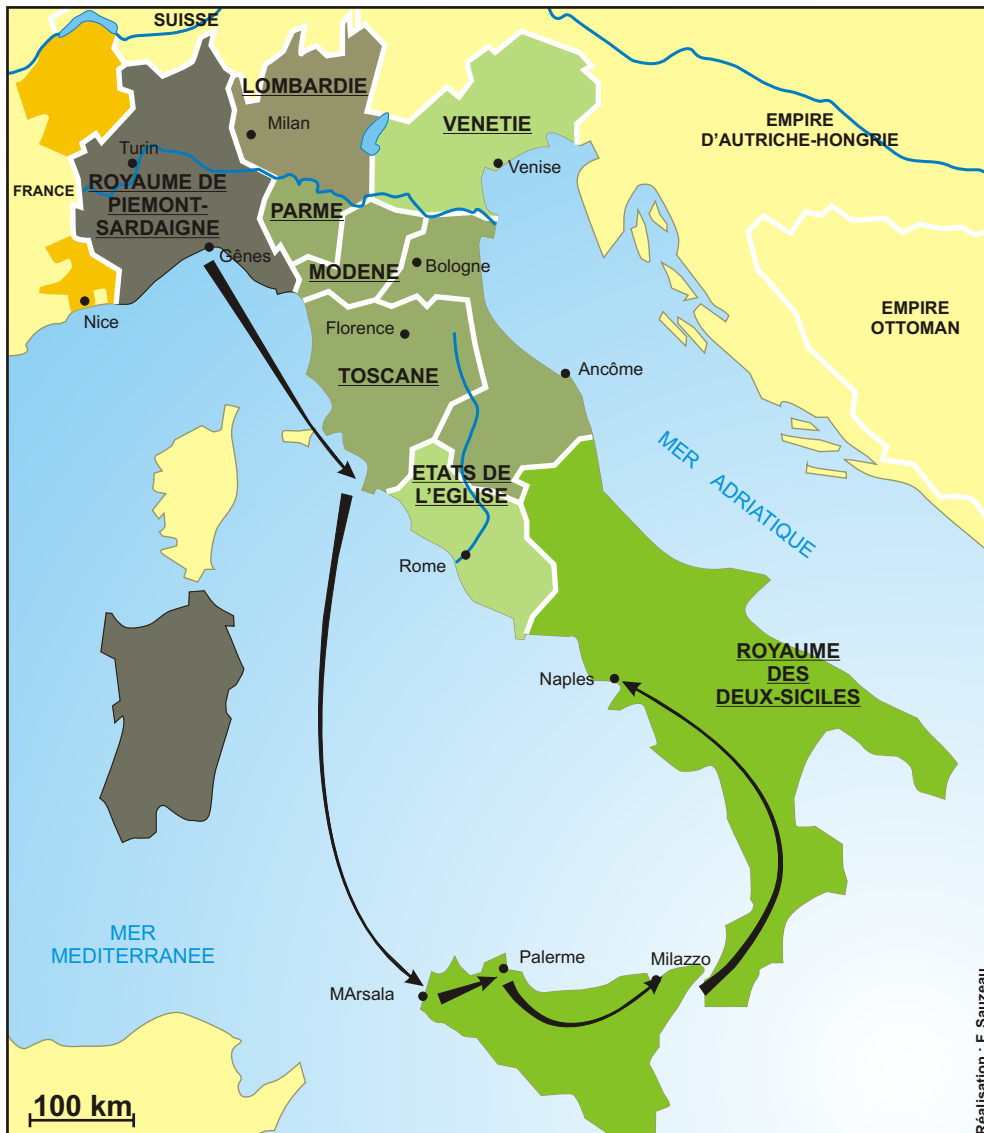 SUISSE
LOMBARDIE
Milan
VENETIE
EMPIRE
D'AUTRICHE-HONGRIE
Turin
Venise
FRANCE
ROYAUME DE
PIEMONT-
SARDAIGNE
PARME
Gênes
MODENE
Bologne
Nice
Florence
EMPIRE
OTTOMAN
TOSCANE
Ancôme
MER ADRIATIQUE
ETATS DE
L'EGLISE
Rome
ROYAUME
DES
DEUX-SICILES
Naples
MER
MEDITERRANEE
Palerme
Milazzo
MArsala
100 km
Réalisation : F. Sauzeau